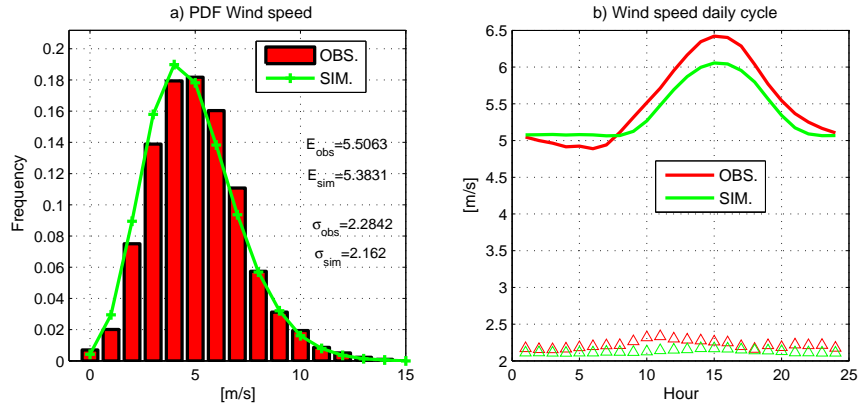 a) PDF Wind speed
0.2
0.18
0.16
0.14
0.12
0.1
0.08
0.06
0.04
0.02
0
Frequency
OBS.
SIM.
E_obs=5.5063
E_sim=5.3831
σ_obs=2.2842
σ_sim=2.162
0 5 10 15
[m/s]
b) Wind speed daily cycle
6.5
6
5.5
5
4.5
4
3.5
3
2.5
2
[m/s]
OBS.
SIM.
0 5 10 15 20 25
Hour